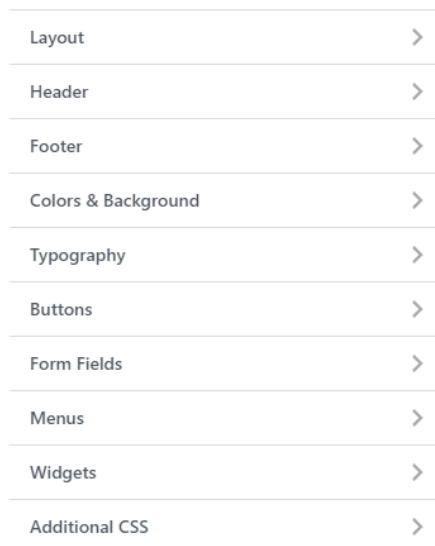 Layout
Header
Footer
Colors & Background
Typography
Buttons
Form Fields
Menus
Widgets
Additional CSS